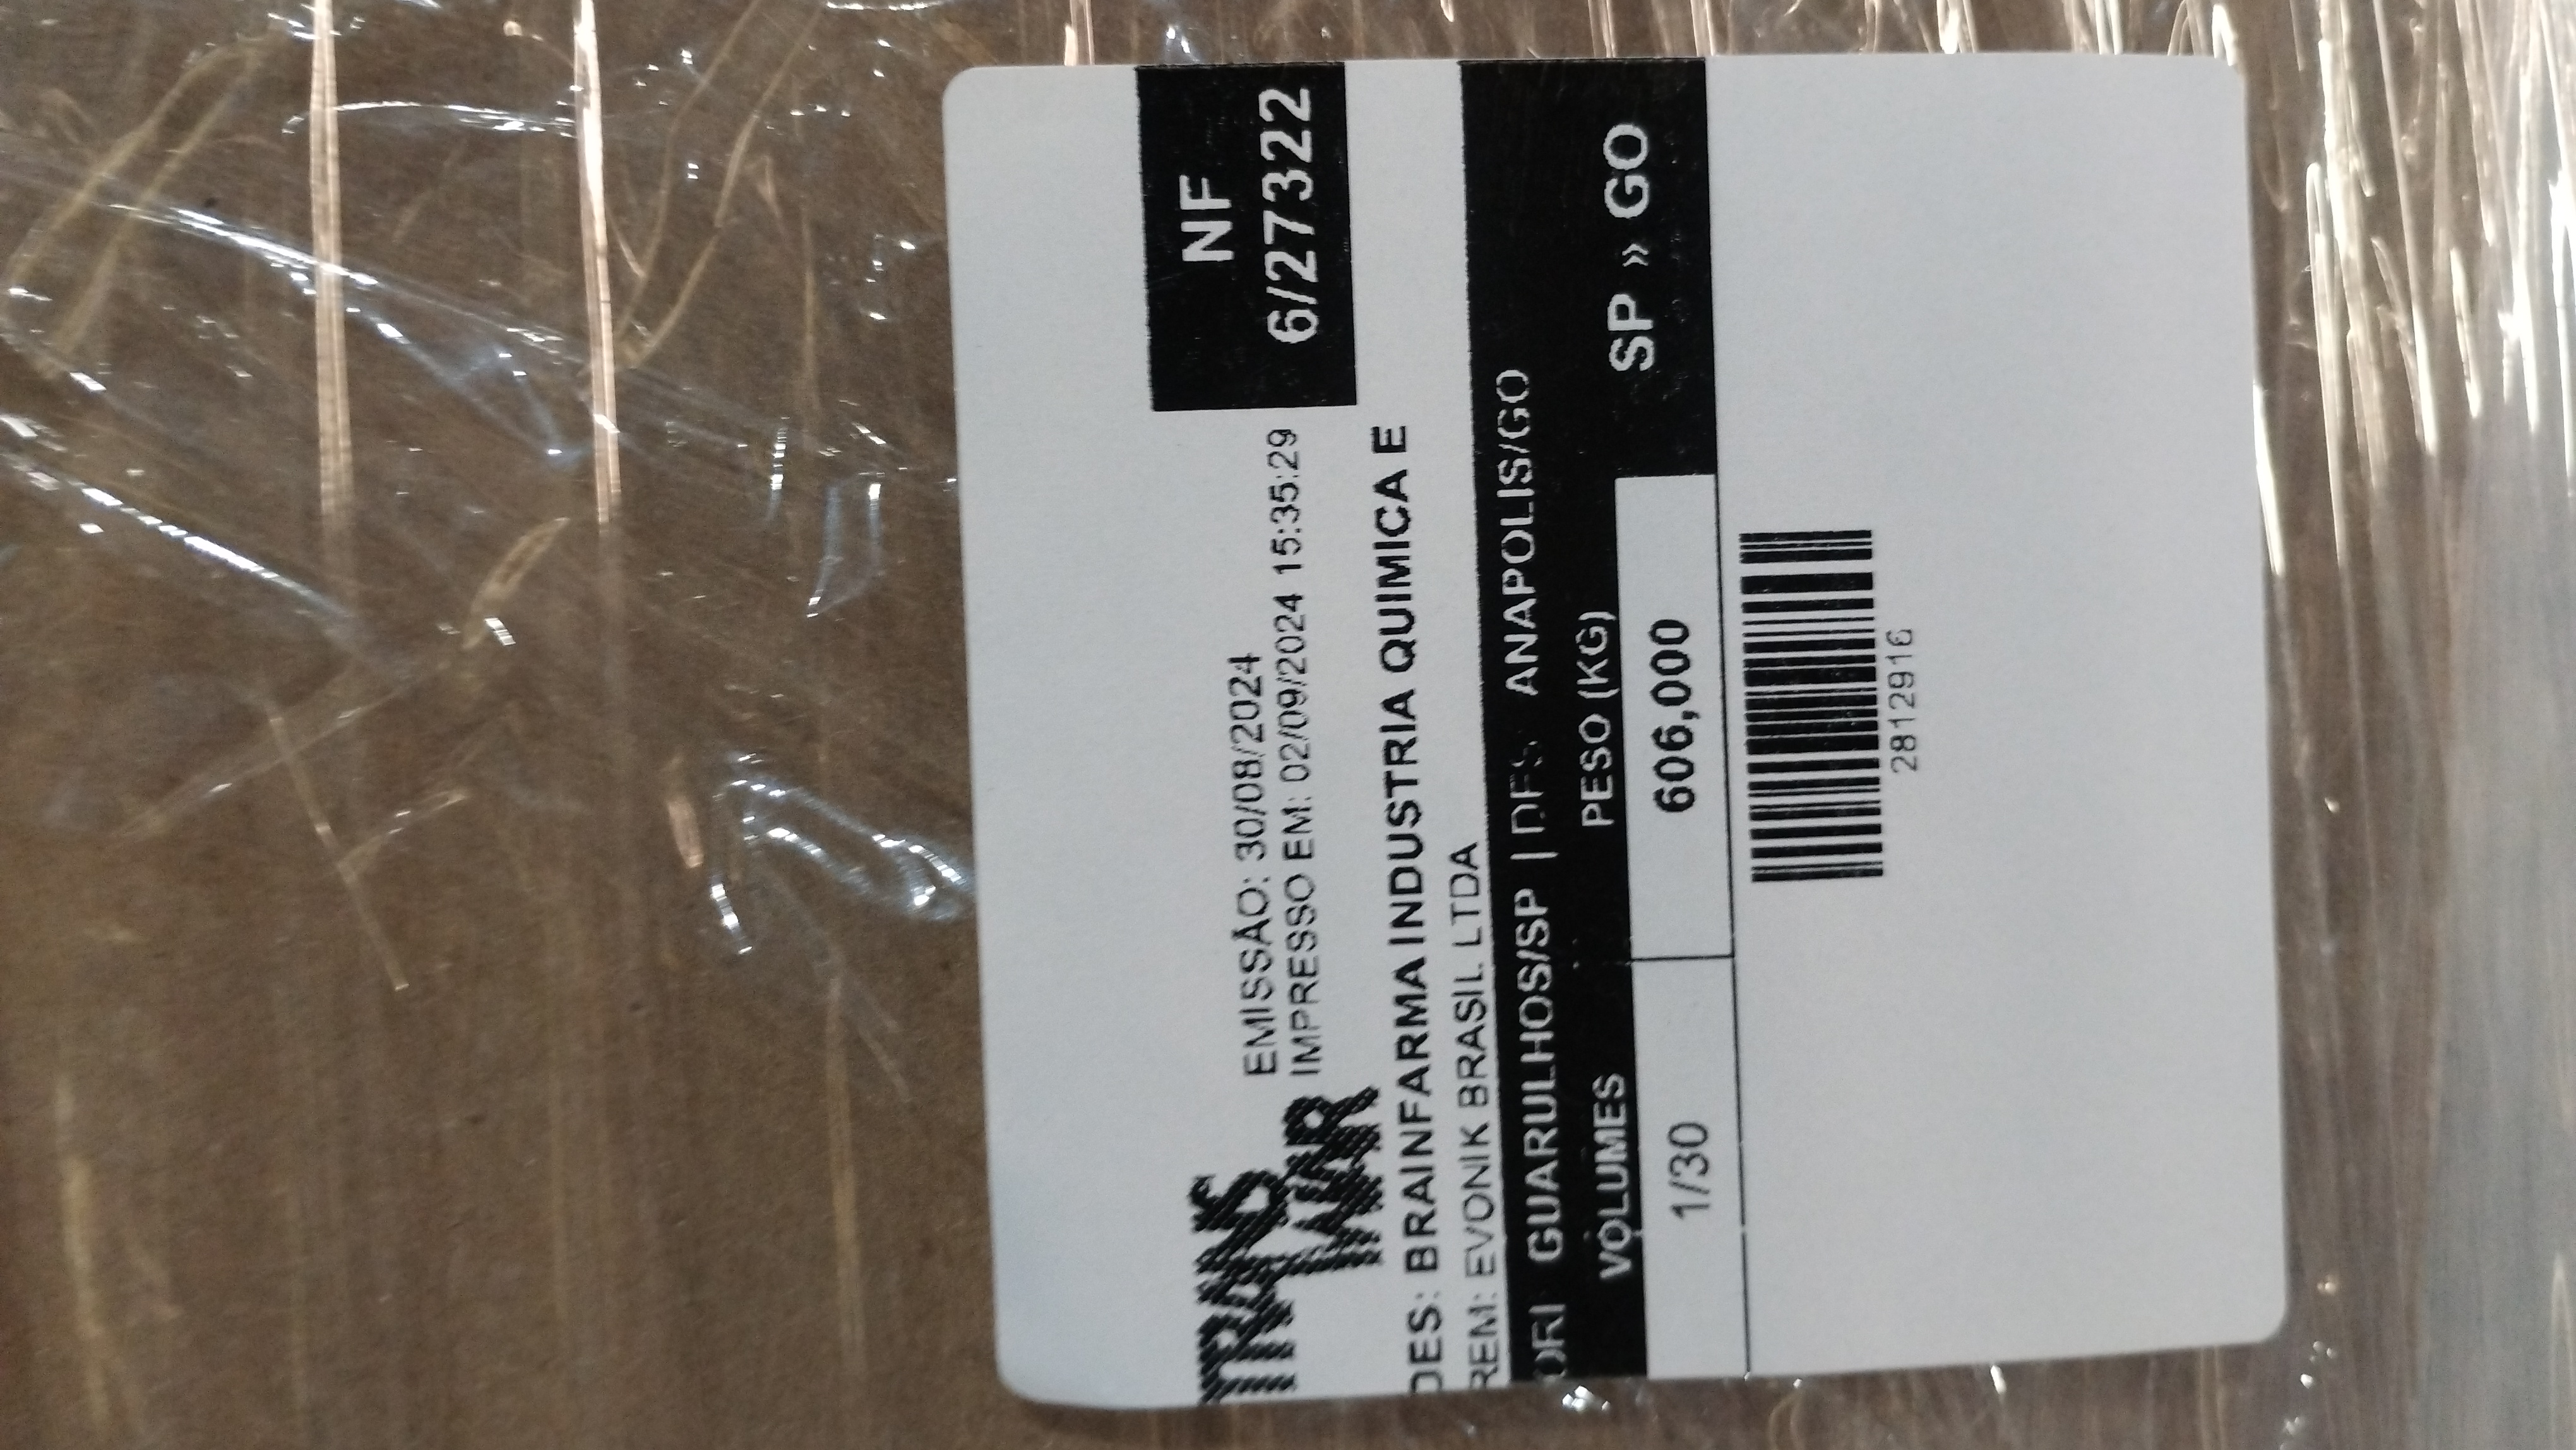 TRANS
WAR
EMISSÃO: 30/08/2024
IMPRESSO EM: 02/09/2024 15:35:29
NF
6/27322
DES: BRAINFARMA INDUSTRIA QUIMICA E
REM: EVONIK BRASIL LTDA
ORI: GUARULHOS/SP | DES: ANAPOLIS/GO
VOLUMES PESO (KG)
1/30 606,000
SP » GO
2812916